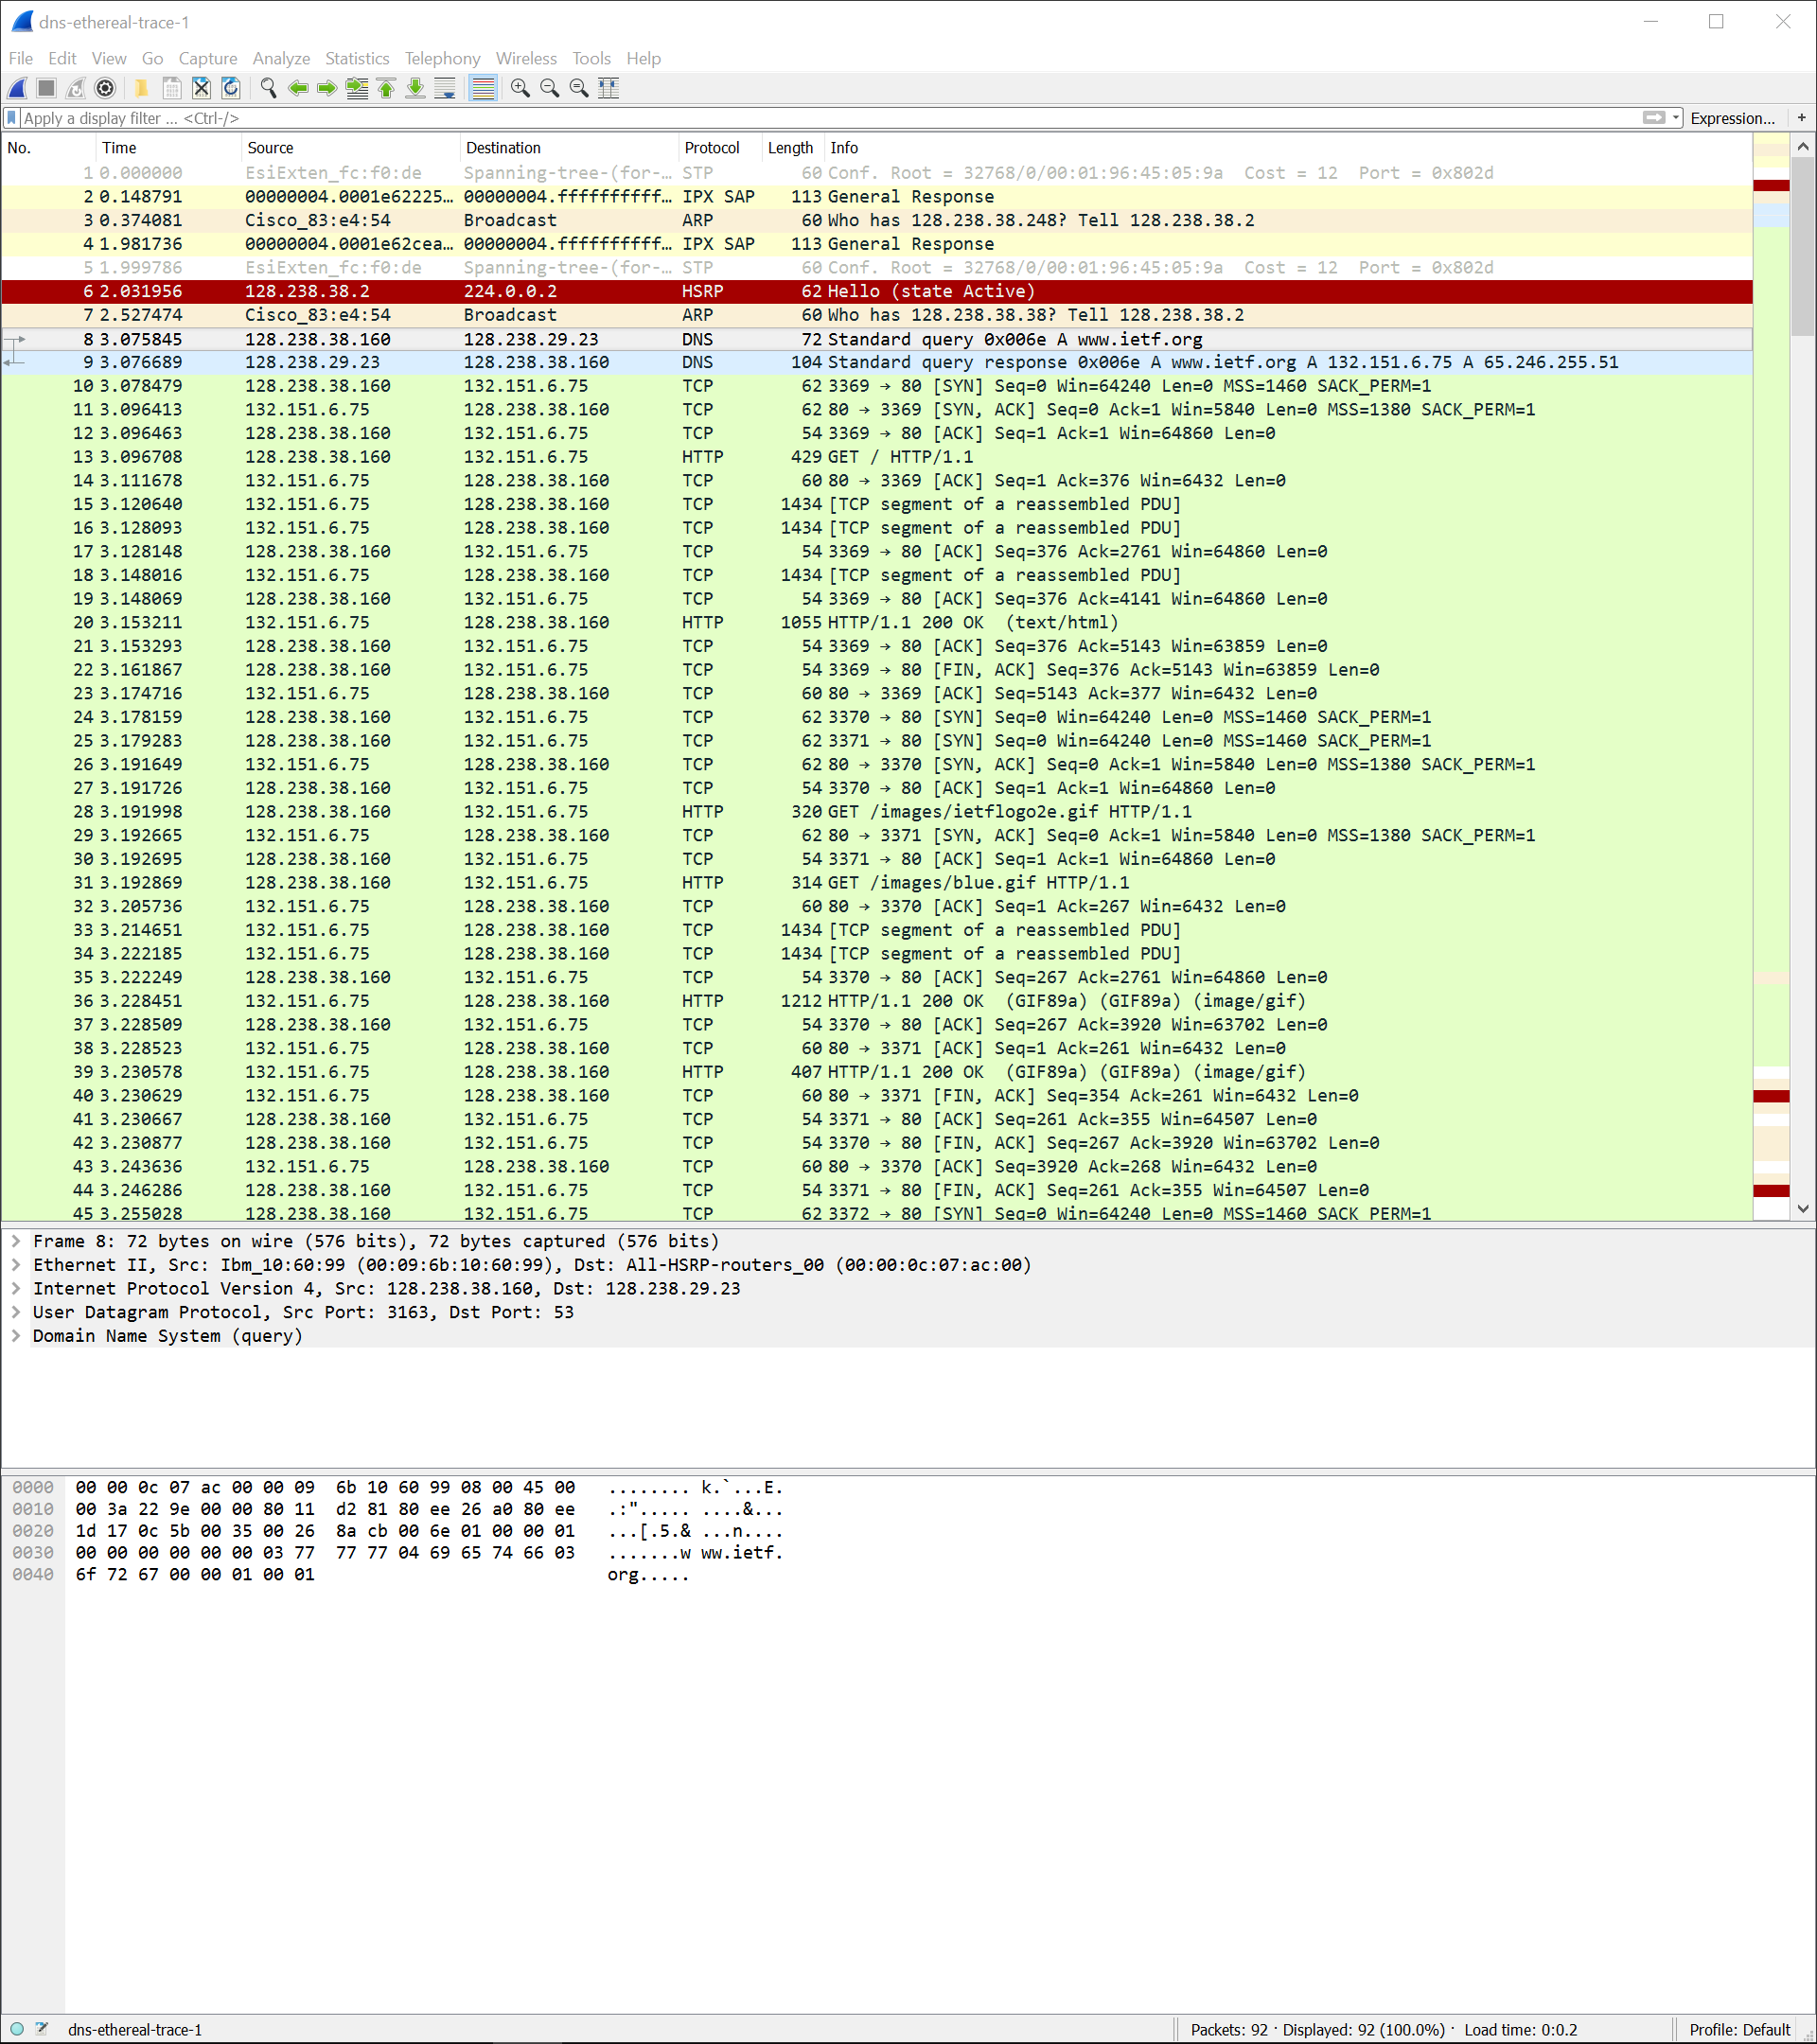 dns-ethereal-trace-1
File Edit View Go Capture Analyze Statistics Telephony Wireless Tools Help
Apply a display filter ... <Ctrl-/> Expression... +
No. Time Source Destination Protocol Length Info
1 0.000000 EsiExten_fc:f0:de Spanning-tree-(for-… STP 60 Conf. Root = 32768/0/00:01:96:45:05:9a Cost = 12 Port = 0x802d
2 0.148791 00000004.0001e62225… 00000004.ffffffffff… IPX SAP 113 General Response
3 0.374081 Cisco_83:e4:54 Broadcast ARP 60 Who has 128.238.38.248? Tell 128.238.38.2
4 1.981736 00000004.0001e62cea… 00000004.ffffffffff… IPX SAP 113 General Response
5 1.999786 EsiExten_fc:f0:de Spanning-tree-(for-… STP 60 Conf. Root = 32768/0/00:01:96:45:05:9a Cost = 12 Port = 0x802d
6 2.031956 128.238.38.2 224.0.0.2 HSRP 62 Hello (state Active)
7 2.527474 Cisco_83:e4:54 Broadcast ARP 60 Who has 128.238.38.38? Tell 128.238.38.2
8 3.075845 128.238.38.160 128.238.29.23 DNS 72 Standard query 0x006e A www.ietf.org
9 3.076689 128.238.29.23 128.238.38.160 DNS 104 Standard query response 0x006e A www.ietf.org A 132.151.6.75 A 65.246.255.51
10 3.078479 128.238.38.160 132.151.6.75 TCP 62 3369 → 80 [SYN] Seq=0 Win=64240 Len=0 MSS=1460 SACK_PERM=1
11 3.096413 132.151.6.75 128.238.38.160 TCP 62 80 → 3369 [SYN, ACK] Seq=0 Ack=1 Win=5840 Len=0 MSS=1380 SACK_PERM=1
12 3.096463 128.238.38.160 132.151.6.75 TCP 54 3369 → 80 [ACK] Seq=1 Ack=1 Win=64860 Len=0
13 3.096708 128.238.38.160 132.151.6.75 HTTP 429 GET / HTTP/1.1
14 3.111678 132.151.6.75 128.238.38.160 TCP 60 80 → 3369 [ACK] Seq=1 Ack=376 Win=6432 Len=0
15 3.120640 132.151.6.75 128.238.38.160 TCP 1434 [TCP segment of a reassembled PDU]
16 3.128093 132.151.6.75 128.238.38.160 TCP 1434 [TCP segment of a reassembled PDU]
17 3.128148 128.238.38.160 132.151.6.75 TCP 54 3369 → 80 [ACK] Seq=376 Ack=2761 Win=64860 Len=0
18 3.148016 132.151.6.75 128.238.38.160 TCP 1434 [TCP segment of a reassembled PDU]
19 3.148069 128.238.38.160 132.151.6.75 TCP 54 3369 → 80 [ACK] Seq=376 Ack=4141 Win=64860 Len=0
20 3.153211 132.151.6.75 128.238.38.160 HTTP 1055 HTTP/1.1 200 OK (text/html)
21 3.153293 128.238.38.160 132.151.6.75 TCP 54 3369 → 80 [ACK] Seq=376 Ack=5143 Win=63859 Len=0
22 3.161867 128.238.38.160 132.151.6.75 TCP 54 3369 → 80 [FIN, ACK] Seq=376 Ack=5143 Win=63859 Len=0
23 3.174716 132.151.6.75 128.238.38.160 TCP 60 80 → 3369 [ACK] Seq=5143 Ack=377 Win=6432 Len=0
24 3.178159 128.238.38.160 132.151.6.75 TCP 62 3370 → 80 [SYN] Seq=0 Win=64240 Len=0 MSS=1460 SACK_PERM=1
25 3.179283 128.238.38.160 132.151.6.75 TCP 62 3371 → 80 [SYN] Seq=0 Win=64240 Len=0 MSS=1460 SACK_PERM=1
26 3.191649 132.151.6.75 128.238.38.160 TCP 62 80 → 3370 [SYN, ACK] Seq=0 Ack=1 Win=5840 Len=0 MSS=1380 SACK_PERM=1
27 3.191726 128.238.38.160 132.151.6.75 TCP 54 3370 → 80 [ACK] Seq=1 Ack=1 Win=64860 Len=0
28 3.191998 128.238.38.160 132.151.6.75 HTTP 320 GET /images/ietflogo2e.gif HTTP/1.1
29 3.192665 132.151.6.75 128.238.38.160 TCP 62 80 → 3371 [SYN, ACK] Seq=0 Ack=1 Win=5840 Len=0 MSS=1380 SACK_PERM=1
30 3.192695 128.238.38.160 132.151.6.75 TCP 54 3371 → 80 [ACK] Seq=1 Ack=1 Win=64860 Len=0
31 3.192869 128.238.38.160 132.151.6.75 HTTP 314 GET /images/blue.gif HTTP/1.1
32 3.205736 132.151.6.75 128.238.38.160 TCP 60 80 → 3370 [ACK] Seq=1 Ack=267 Win=6432 Len=0
33 3.214651 132.151.6.75 128.238.38.160 TCP 1434 [TCP segment of a reassembled PDU]
34 3.222185 132.151.6.75 128.238.38.160 TCP 1434 [TCP segment of a reassembled PDU]
35 3.222249 128.238.38.160 132.151.6.75 TCP 54 3370 → 80 [ACK] Seq=267 Ack=2761 Win=64860 Len=0
36 3.228451 132.151.6.75 128.238.38.160 HTTP 1212 HTTP/1.1 200 OK (GIF89a) (GIF89a) (image/gif)
37 3.228509 128.238.38.160 132.151.6.75 TCP 54 3370 → 80 [ACK] Seq=267 Ack=3920 Win=63702 Len=0
38 3.228523 132.151.6.75 128.238.38.160 TCP 60 80 → 3371 [ACK] Seq=1 Ack=261 Win=6432 Len=0
39 3.230578 132.151.6.75 128.238.38.160 HTTP 407 HTTP/1.1 200 OK (GIF89a) (GIF89a) (image/gif)
40 3.230629 132.151.6.75 128.238.38.160 TCP 60 80 → 3371 [FIN, ACK] Seq=354 Ack=261 Win=6432 Len=0
41 3.230667 128.238.38.160 132.151.6.75 TCP 54 3371 → 80 [ACK] Seq=261 Ack=355 Win=64507 Len=0
42 3.230877 128.238.38.160 132.151.6.75 TCP 54 3370 → 80 [FIN, ACK] Seq=267 Ack=3920 Win=63702 Len=0
43 3.243636 132.151.6.75 128.238.38.160 TCP 60 80 → 3370 [ACK] Seq=3920 Ack=268 Win=6432 Len=0
44 3.246286 128.238.38.160 132.151.6.75 TCP 54 3371 → 80 [FIN, ACK] Seq=261 Ack=355 Win=64507 Len=0
45 3.255028 128.238.38.160 132.151.6.75 TCP 62 3372 → 80 [SYN] Seq=0 Win=64240 Len=0 MSS=1460 SACK_PERM=1
Frame 8: 72 bytes on wire (576 bits), 72 bytes captured (576 bits)
Ethernet II, Src: Ibm_10:60:99 (00:09:6b:10:60:99), Dst: All-HSRP-routers_00 (00:00:0c:07:ac:00)
Internet Protocol Version 4, Src: 128.238.38.160, Dst: 128.238.29.23
User Datagram Protocol, Src Port: 3163, Dst Port: 53
Domain Name System (query)
0000 00 00 0c 07 ac 00 00 09 6b 10 60 99 08 00 45 00 ........ k.`...E.
0010 00 3a 22 9e 00 00 80 11 d2 81 80 ee 26 a0 80 ee .:"..... ....&...
0020 1d 17 0c 5b 00 35 00 26 8a cb 00 6e 01 00 00 01 ...[.5.& ...n....
0030 00 00 00 00 00 00 03 77 77 77 04 69 65 74 66 03 .......w ww.ietf.
0040 6f 72 67 00 00 01 00 01 org.....
dns-ethereal-trace-1 Packets: 92 · Displayed: 92 (100.0%) · Load time: 0:0.2 Profile: Default